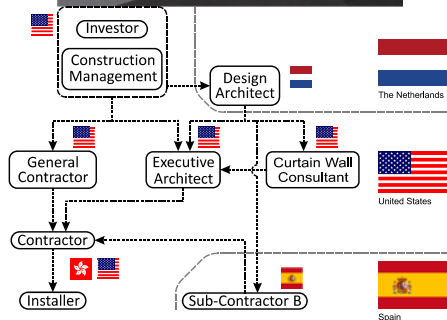 Investor
Construction
Management
Design
Architect
The Netherlands
General
Contractor
Executive
Architect
Curtain Wall
Consultant
United States
Contractor
Installer
Sub-Contractor B
Spain